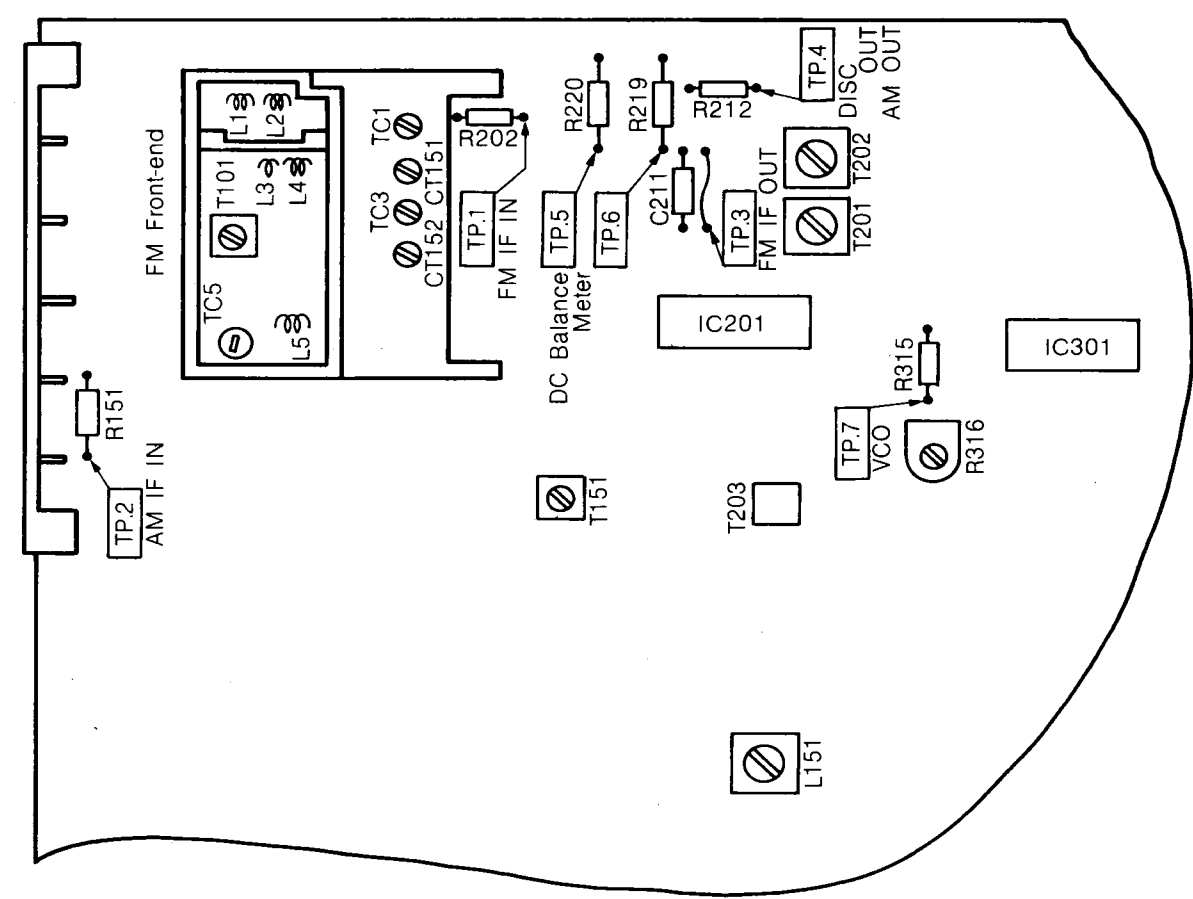 FM Front-end
L1
L2
L3
L4
T101
TC5
L5
TC1
CT151
TC3
CT152
R202
TP.1
FM IF IN
R220
R219
R212
TP.4
DISC OUT
AM OUT
TP.5
TP.6
DC Balance
Meter
C211
TP.3
FM IF OUT
T202
T201
IC201
IC301
R315
TP.7
VCO
R316
R151
TP.2
AM IF IN
T151
T203
L151